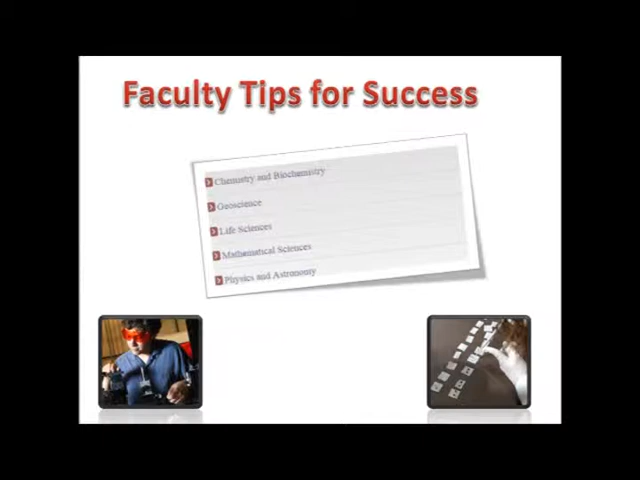 Faculty Tips for Success
Chemistry and Biochemistry
Geoscience
Life Sciences
Mathematical Sciences
Physics and Astronomy